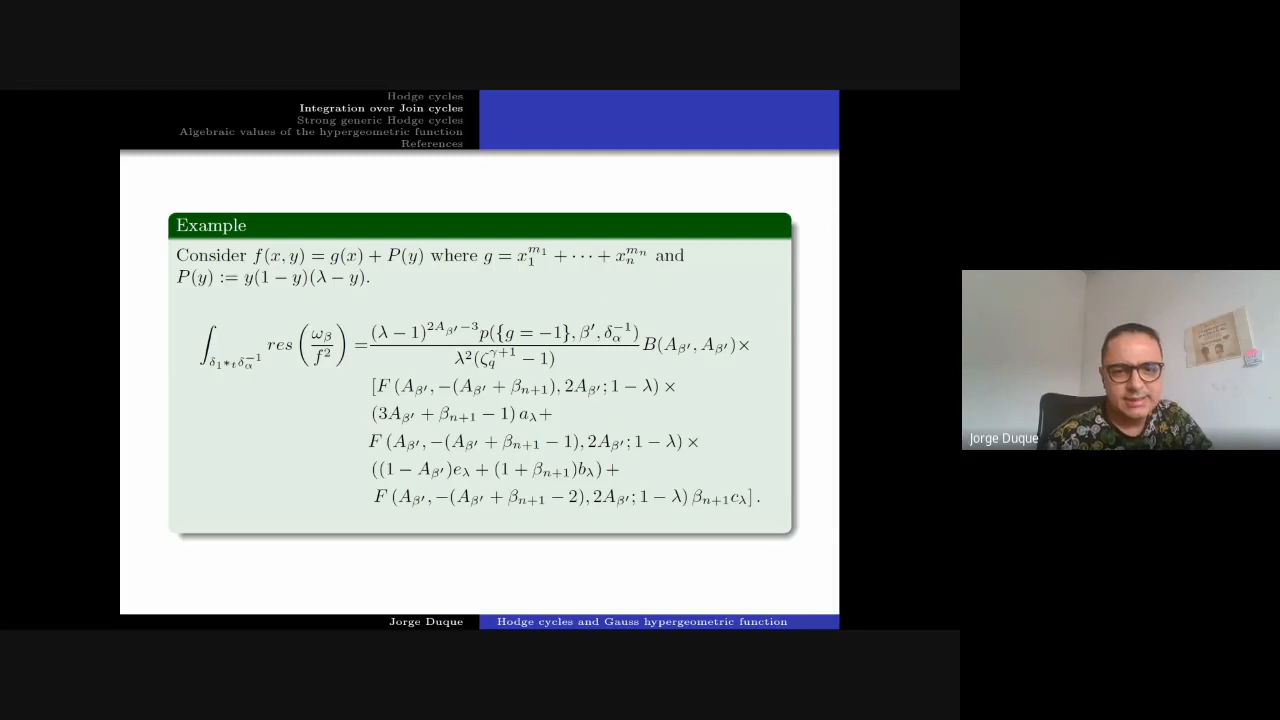 Hodge cycles
Integration over Join cycles
Strong generic Hodge cycles
Algebraic values of the hypergeometric function
References
Example
Consider f(x, y) = g(x) + P(y) where g = x_1^{m_1} + ⋯ + x_n^{m_n} and
P(y) := y(1 − y)(λ − y).
∫_{δ_1 *_t δ_α^{-1}} res (ω_β / f^2) = \frac{(λ − 1)^{2A_{β′}−3} p({g = −1}, β′, δ_α^{-1})}{λ^2(ζ_q^{γ+1} − 1)} B(A_{β′}, A_{β′})×
[F (A_{β′}, −(A_{β′} + β_{n+1}), 2A_{β′}; 1 − λ) ×
(3A_{β′} + β_{n+1} − 1) a_λ+
F (A_{β′}, −(A_{β′} + β_{n+1} − 1), 2A_{β′}; 1 − λ) ×
((1 − A_{β′})e_λ + (1 + β_{n+1})b_λ) +
F (A_{β′}, −(A_{β′} + β_{n+1} − 2), 2A_{β′}; 1 − λ) β_{n+1}c_λ] .
Jorge Duque
Hodge cycles and Gauss hypergeometric function
Jorge Duque